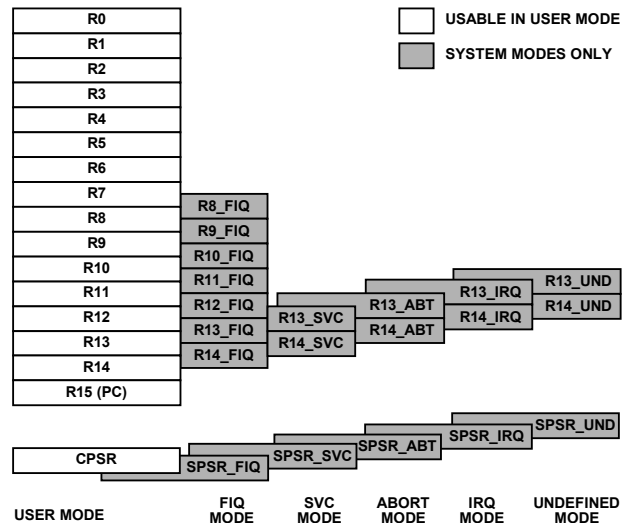 R0
R1
R2
R3
R4
R5
R6
R7
R8
R9
R10
R11
R12
R13
R14
R15 (PC)
USABLE IN USER MODE
SYSTEM MODES ONLY
R8_FIQ
R9_FIQ
R10_FIQ
R11_FIQ
R12_FIQ
R13_FIQ
R14_FIQ
R13_SVC
R14_SVC
R13_ABT
R14_ABT
R13_IRQ
R14_IRQ
R13_UND
R14_UND
CPSR
SPSR_FIQ
SPSR_SVC
SPSR_ABT
SPSR_IRQ
SPSR_UND
USER MODE
FIQ
MODE
SVC
MODE
ABORT
MODE
IRQ
MODE
UNDEFINED
MODE